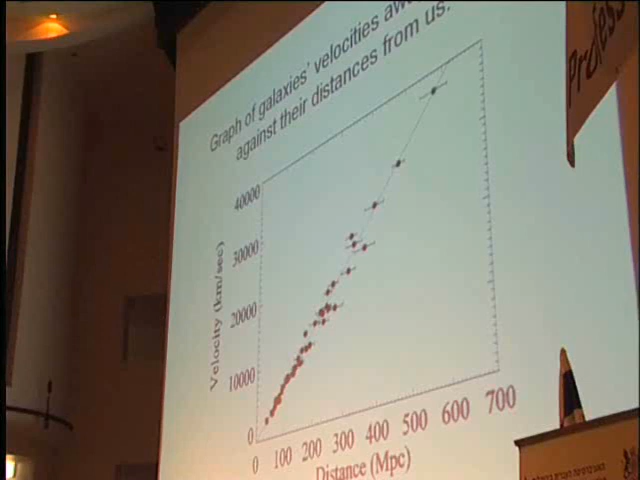 Graph of galaxies' velocities
against their distances from us.
40000
30000
20000
10000
0
Velocity (km/sec)
0 100 200 300 400 500 600 700
Distance (Mpc)